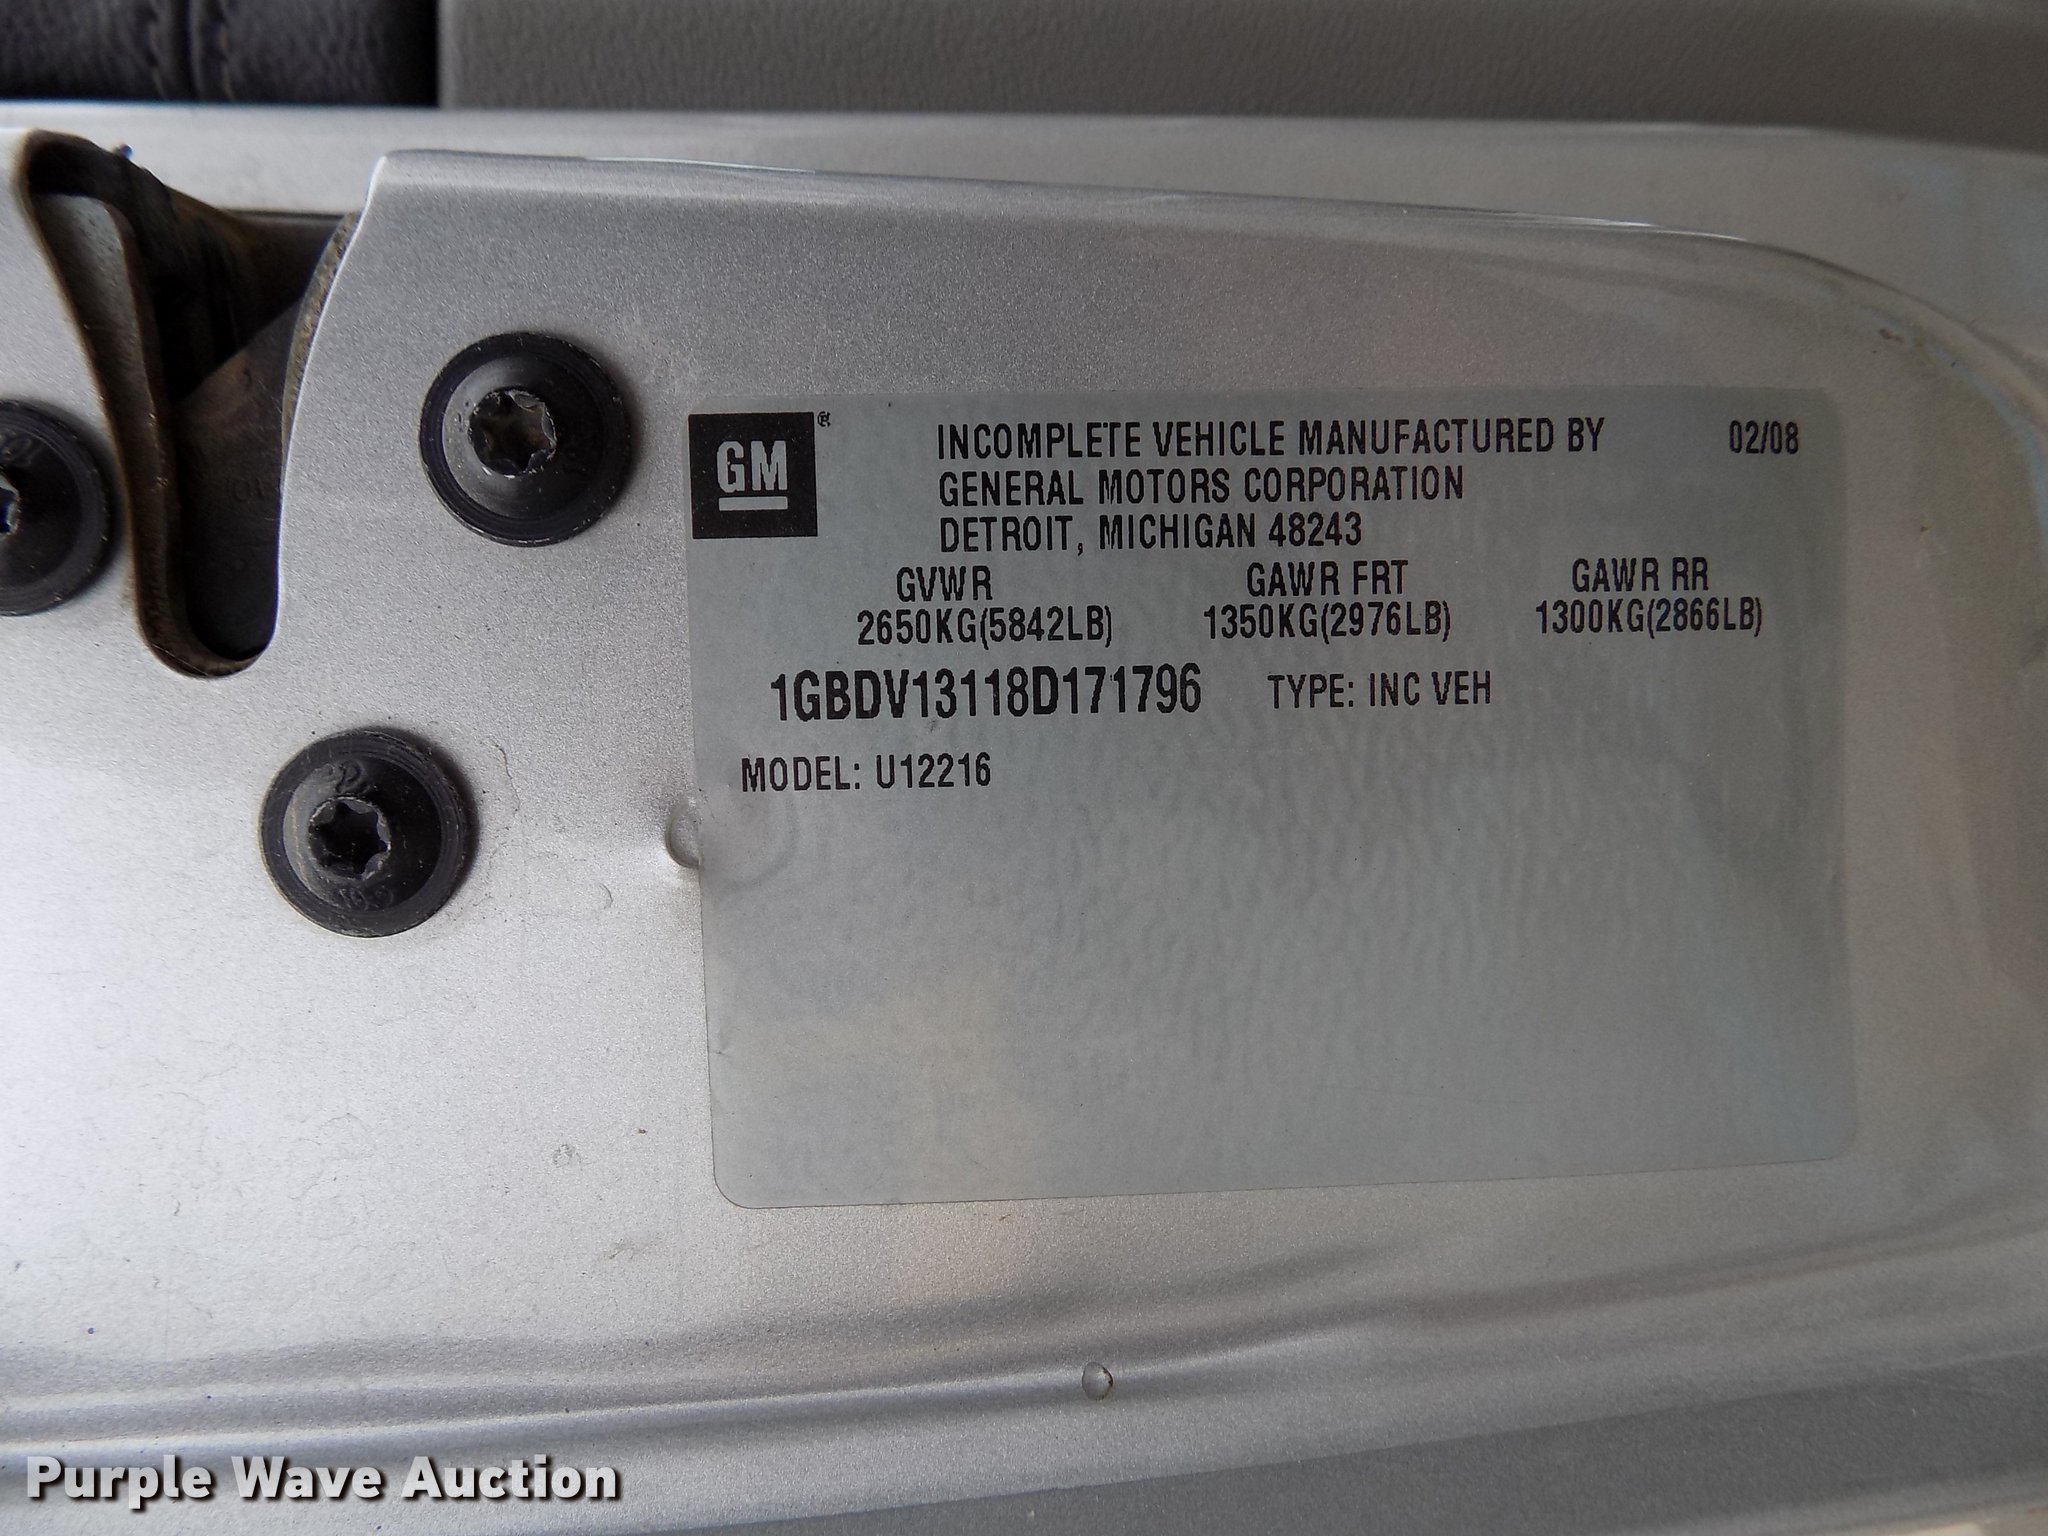 GM ®
INCOMPLETE VEHICLE MANUFACTURED BY 02/08
GENERAL MOTORS CORPORATION
DETROIT, MICHIGAN 48243
GVWR GAWR FRT GAWR RR
2650KG(5842LB) 1350KG(2976LB) 1300KG(2866LB)
1GBDV13118D171796 TYPE: INC VEH
MODEL: U12216
Purple Wave Auction